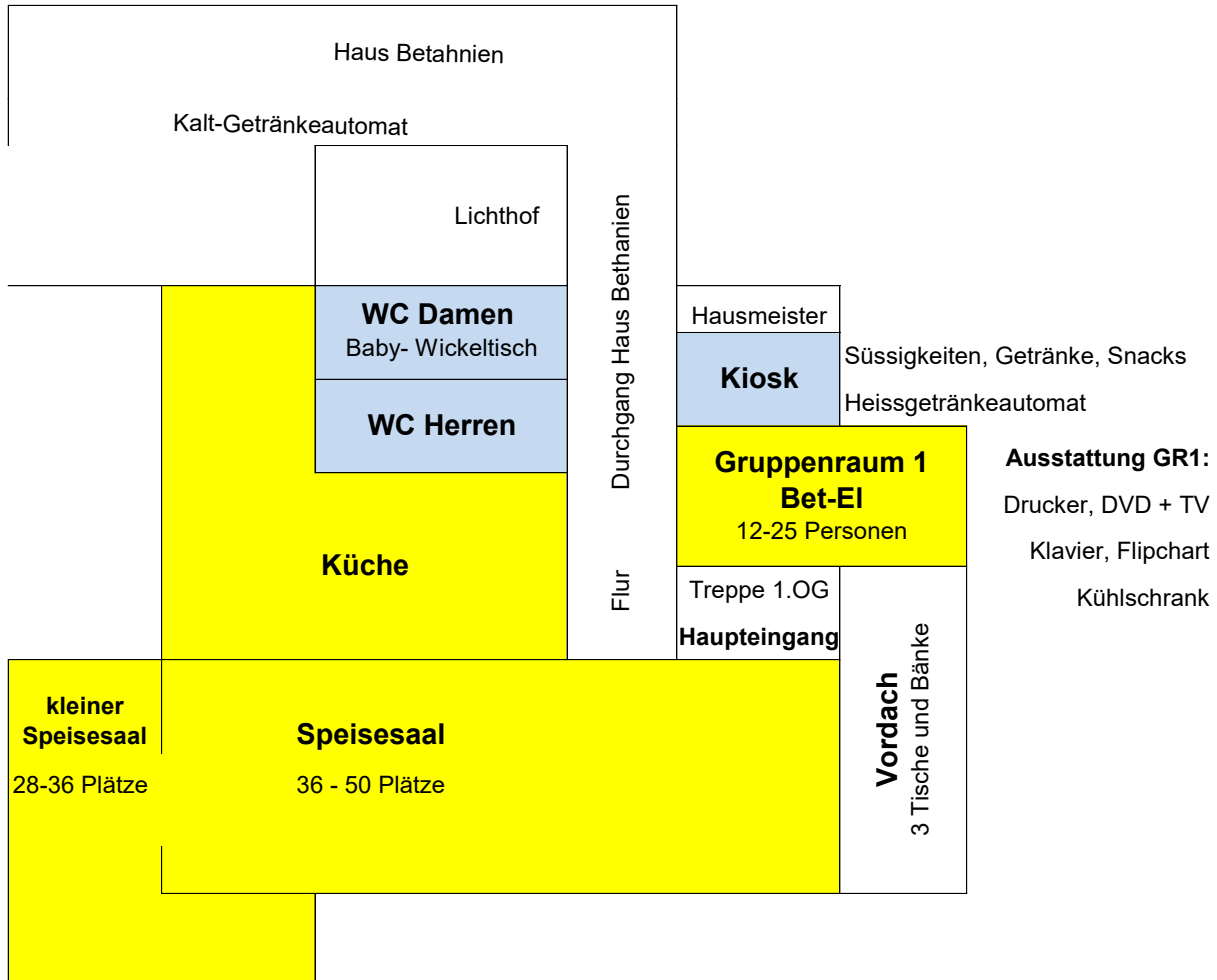 Haus Betahnien
Kalt-Getränkeautomat
Lichthof
Flur Durchgang Haus Bethanien
WC Damen
Baby- Wickeltisch
WC Herren
Hausmeister
Kiosk
Süssigkeiten, Getränke, Snacks
Heissgetränkeautomat
Gruppenraum 1
Bet-El
12-25 Personen
Ausstattung GR1:
Drucker, DVD + TV
Klavier, Flipchart
Kühlschrank
Küche
Treppe 1.OG
Haupteingang
kleiner
Speisesaal
28-36 Plätze
Speisesaal
36 - 50 Plätze
Vordach
3 Tische und Bänke